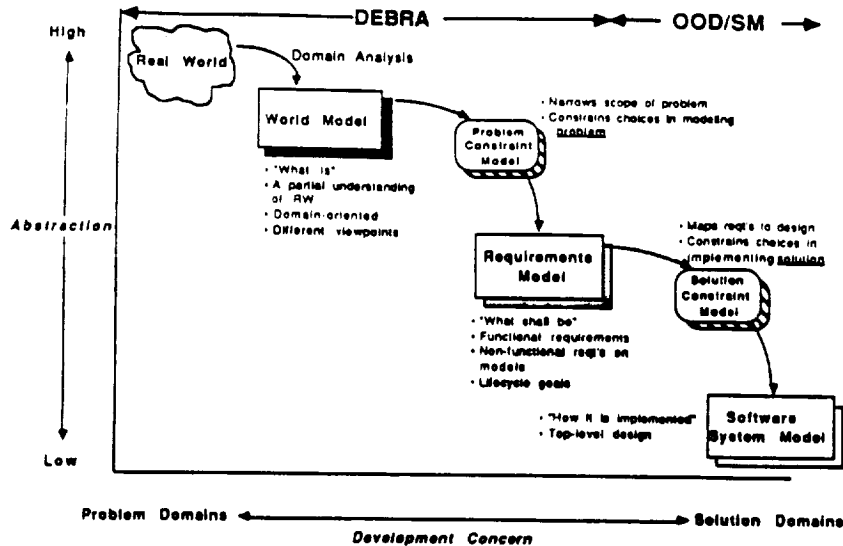 DEBRA
OOD/SM
High
Real World
Domain Analysis
World Model
• Narrows scope of problem
• Constrains choices in modeling
problem
Problem
Constraint
Model
• "What is"
• A partial understanding
of RW
• Domain-oriented
• Different viewpoints
Abstraction
• Maps req's to design
• Constrains choices in
implementing solution
Requirements
Model
Solution
Constraint
Model
• "What shall be"
• Functional requirements
• Non-functional req's on
models
• Lifecycle goals
• "How it is implemented"
• Top-level design
Software
System Model
Low
Problem Domains
Solution Domains
Development Concern